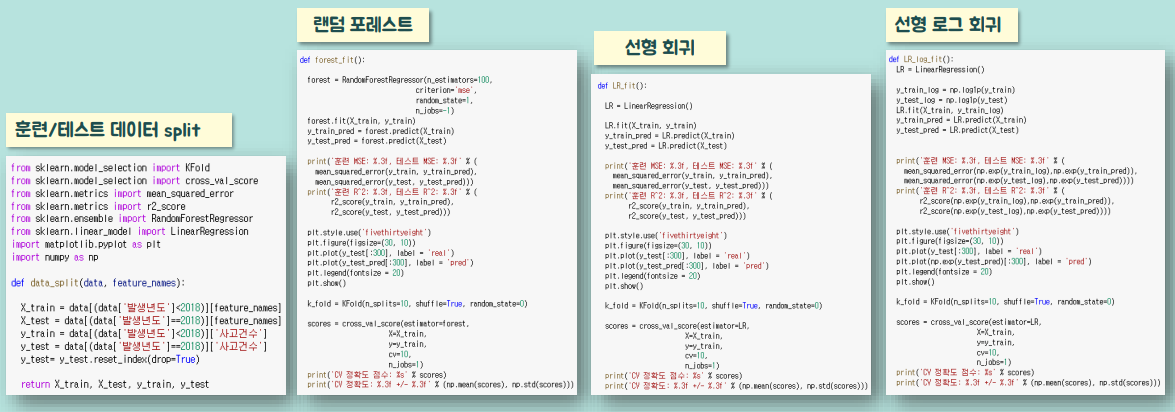 훈련/테스트 데이터 split
from sklearn.model_selection import KFold
from sklearn.model_selection import cross_val_score
from sklearn.metrics import mean_squared_error
from sklearn.metrics import r2_score
from sklearn.ensemble import RandomForestRegressor
from sklearn.linear_model import LinearRegression
import matplotlib.pyplot as plt
import numpy as np
def data_split(data, feature_names):
X_train = data[(data['발생년도']<2018)][feature_names]
X_test = data[(data['발생년도']==2018)][feature_names]
y_train = data[(data['발생년도']<2018)]['사고건수']
y_test = data[(data['발생년도']==2018)]['사고건수']
y_test= y_test.reset_index(drop=True)
return X_train, X_test, y_train, y_test
랜덤 포레스트
def forest_fit():
forest = RandomForestRegressor(n_estimators=100,
criterion='mse',
random_state=1,
n_jobs=-1)
forest.fit(X_train, y_train)
y_train_pred = forest.predict(X_train)
y_test_pred = forest.predict(X_test)
print('훈련 MSE: %.3f, 테스트 MSE: %.3f' % (
mean_squared_error(y_train, y_train_pred),
mean_squared_error(y_test, y_test_pred)))
print('훈련 R^2: %.3f, 테스트 R^2: %.3f' % (
r2_score(y_train, y_train_pred),
r2_score(y_test, y_test_pred)))
plt.style.use('fivethirtyeight')
plt.figure(figsize=(30, 10))
plt.plot(y_test[:300], label = 'real')
plt.plot(y_test_pred[:300], label = 'pred')
plt.legend(fontsize = 20)
plt.show()
k_fold = KFold(n_splits=10, shuffle=True, random_state=0)
scores = cross_val_score(estimator=forest,
X=X_train,
y=y_train,
cv=10,
n_jobs=1)
print('CV 정확도 점수: %s' % scores)
print('CV 정확도: %.3f +/- %.3f' % (np.mean(scores), np.std(scores)))
선형 회귀
def LR_fit():
LR = LinearRegression()
LR.fit(X_train, y_train)
y_train_pred = LR.predict(X_train)
y_test_pred = LR.predict(X_test)
print('훈련 MSE: %.3f, 테스트 MSE: %.3f' % (
mean_squared_error(y_train, y_train_pred),
mean_squared_error(y_test, y_test_pred)))
print('훈련 R^2: %.3f, 테스트 R^2: %.3f' % (
r2_score(y_train, y_train_pred),
r2_score(y_test, y_test_pred)))
plt.style.use('fivethirtyeight')
plt.figure(figsize=(30, 10))
plt.plot(y_test[:300], label = 'real')
plt.plot(y_test_pred[:300], label = 'pred')
plt.legend(fontsize = 20)
plt.show()
k_fold = KFold(n_splits=10, shuffle=True, random_state=0)
scores = cross_val_score(estimator=LR,
X=X_train,
y=y_train,
cv=10,
n_jobs=1)
print('CV 정확도 점수: %s' % scores)
print('CV 정확도: %.3f +/- %.3f' % (np.mean(scores), np.std(scores)))
선형 로그 회귀
def LR_log_fit():
LR = LinearRegression()
y_train_log = np.log1p(y_train)
y_test_log = np.log1p(y_test)
LR.fit(X_train, y_train_log)
y_train_pred = LR.predict(X_train)
y_test_pred = LR.predict(X_test)
print('훈련 MSE: %.3f, 테스트 MSE: %.3f' % (
mean_squared_error(np.exp(y_train_log),np.exp(y_train_pred)),
mean_squared_error(np.exp(y_test_log),np.exp(y_test_pred))))
print('훈련 R^2: %.3f, 테스트 R^2: %.3f' % (
r2_score(np.exp(y_train_log),np.exp(y_train_pred)),
r2_score(np.exp(y_test_log),np.exp(y_test_pred))))
plt.style.use('fivethirtyeight')
plt.figure(figsize=(30, 10))
plt.plot(y_test[:300], label = 'real')
plt.plot(np.exp(y_test_pred)[:300], label = 'pred')
plt.legend(fontsize = 20)
plt.show()
k_fold = KFold(n_splits=10, shuffle=True, random_state=0)
scores = cross_val_score(estimator=LR,
X=X_train,
y=y_train,
cv=10,
n_jobs=1)
print('CV 정확도 점수: %s' % scores)
print('CV 정확도: %.3f +/- %.3f' % (np.mean(scores), np.std(scores)))